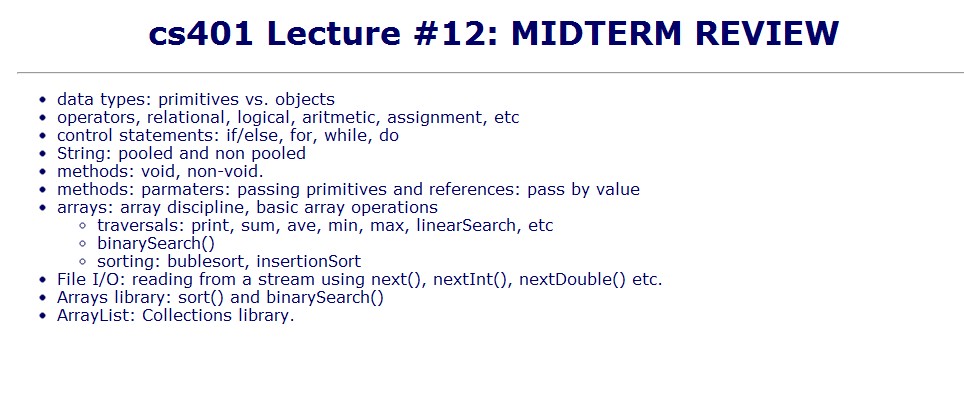 cs401 Lecture #12: MIDTERM REVIEW
data types: primitives vs. objects
operators, relational, logical, aritmetic, assignment, etc
control statements: if/else, for, while, do
String: pooled and non pooled
methods: void, non-void.
methods: parmaters: passing primitives and references: pass by value
arrays: array discipline, basic array operations
traversals: print, sum, ave, min, max, linearSearch, etc
binarySearch()
sorting: bublesort, insertionSort
File I/O: reading from a stream using next(), nextInt(), nextDouble() etc.
Arrays library: sort() and binarySearch()
ArrayList: Collections library.